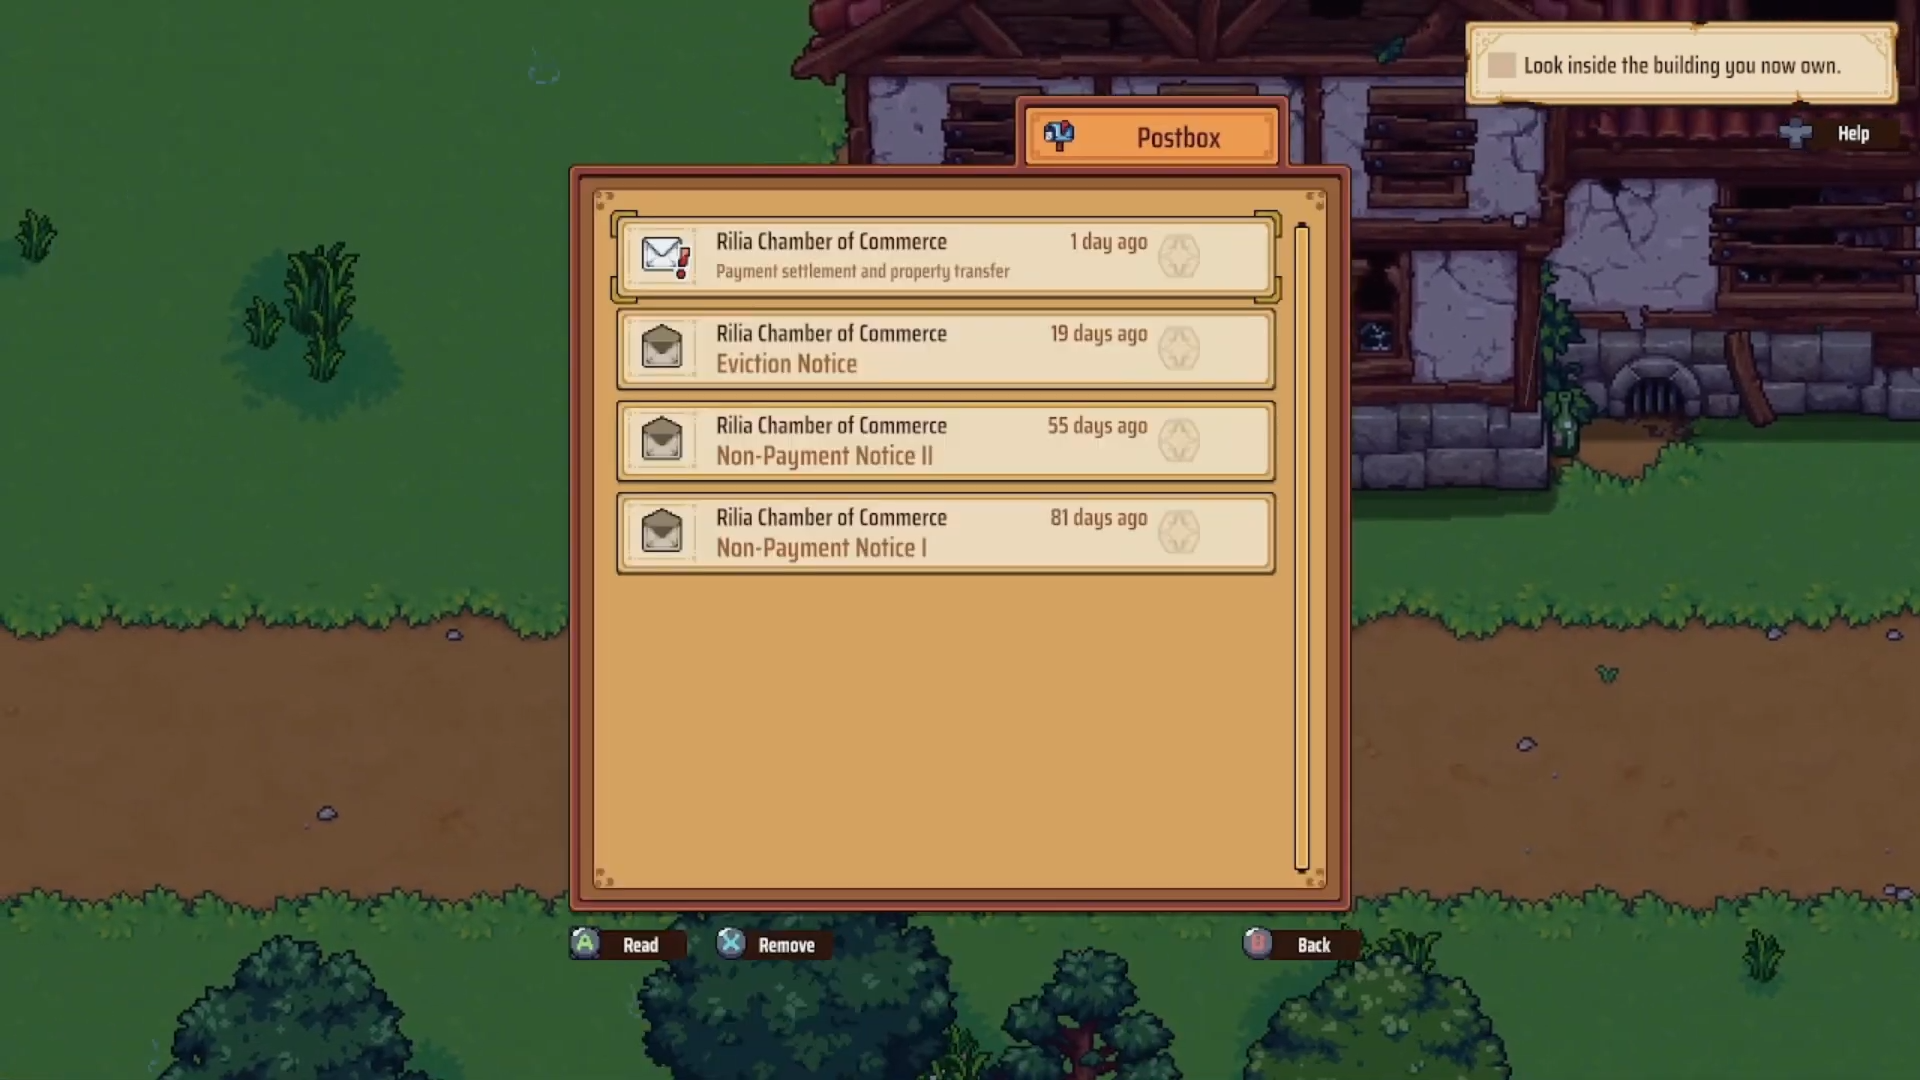 Look inside the building you now own.
Help
Postbox
Rilia Chamber of Commerce
1 day ago
Payment settlement and property transfer
Rilia Chamber of Commerce
19 days ago
Eviction Notice
Rilia Chamber of Commerce
55 days ago
Non-Payment Notice II
Rilia Chamber of Commerce
81 days ago
Non-Payment Notice I
A Read
X Remove
B Back